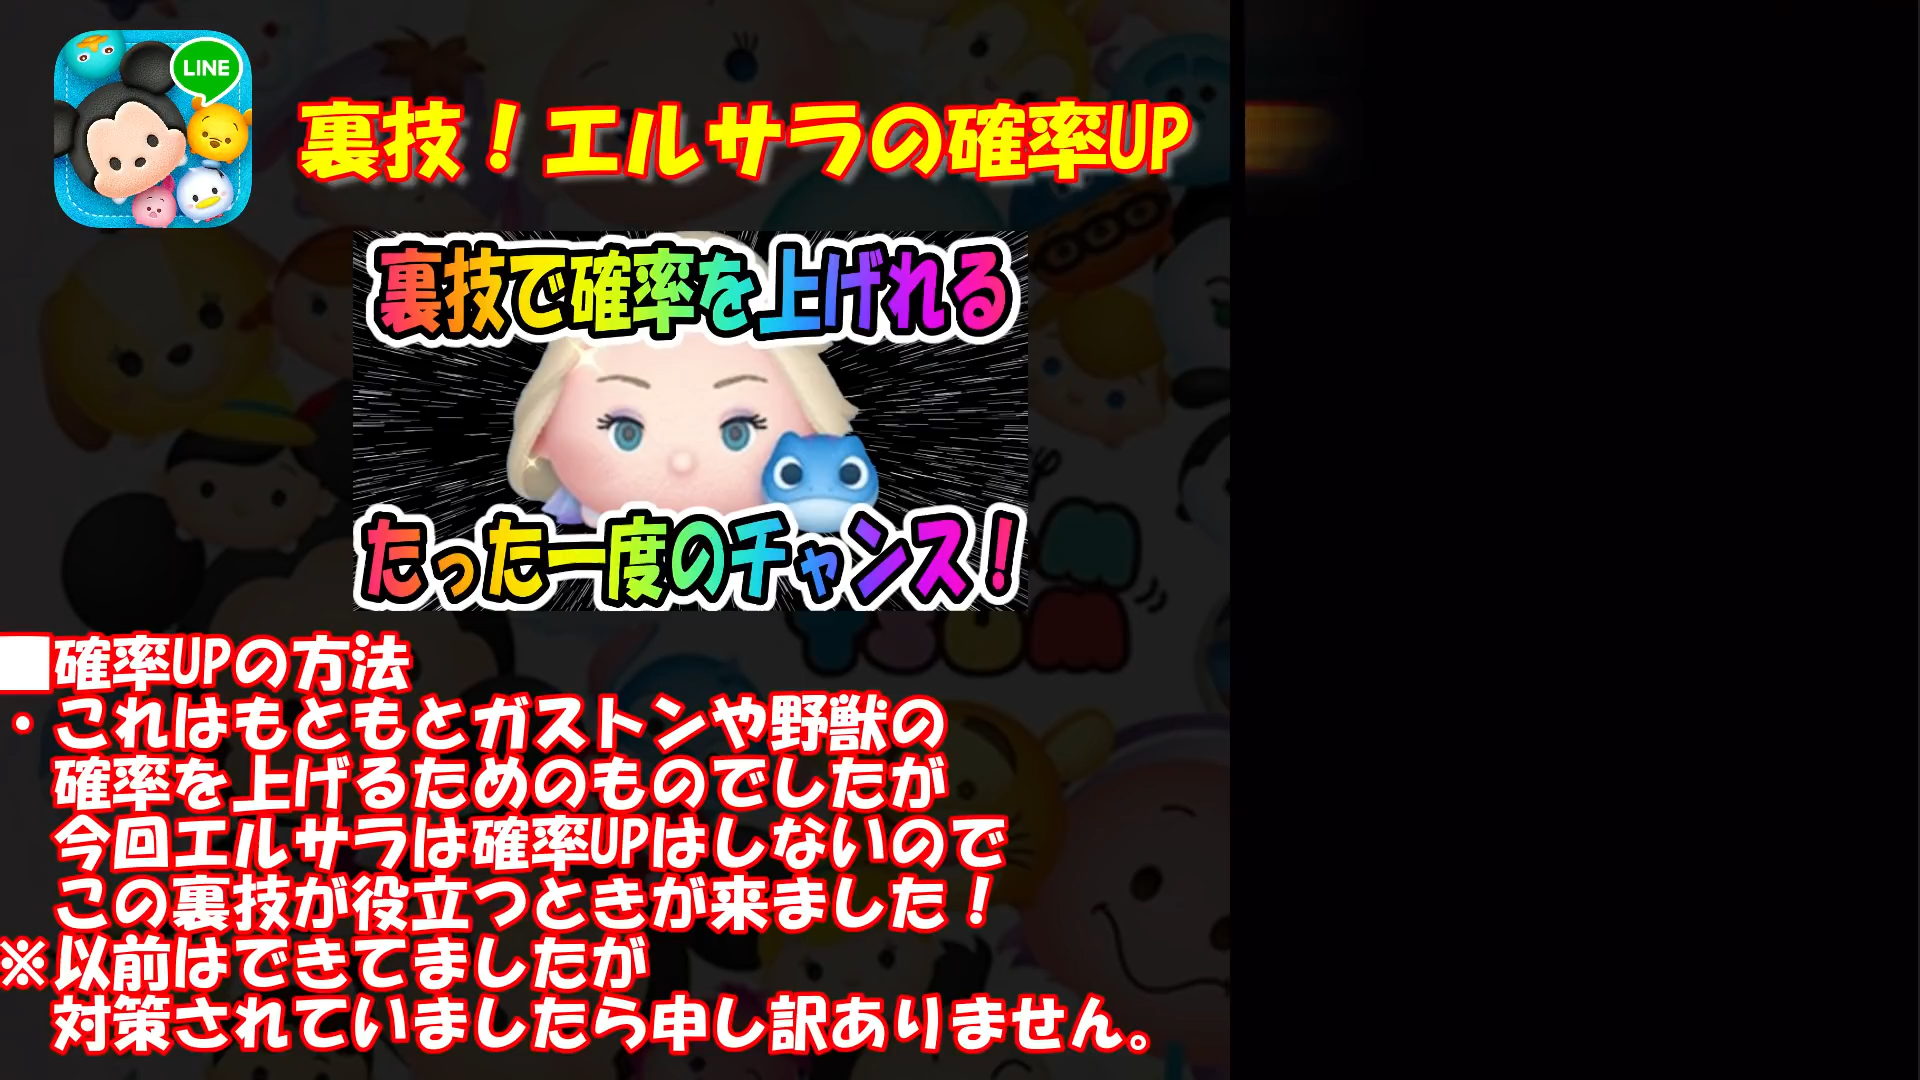 LINE
裏技！エルサラの確率UP
裏技で確率を上げれる
たった一度のチャンス！
■確率UPの方法
・これはもともとガストンや野獣の
確率を上げるためのものでしたが
今回エルサラは確率UPはしないので
この裏技が役立つときが来ました！
※以前はできてましたが
対策されていましたら申し訳ありません。
TSUM